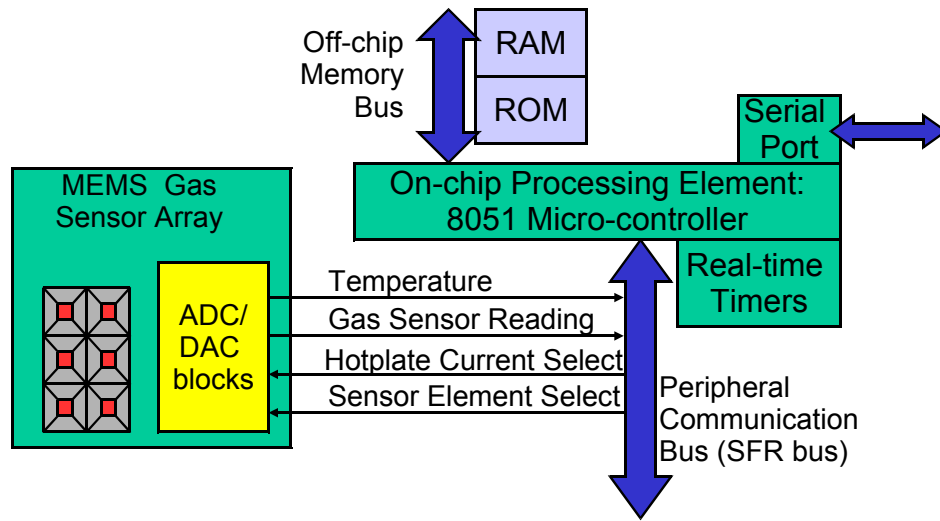 Off-chip
Memory
Bus
RAM
ROM
Serial
Port
On-chip Processing Element:
8051 Micro-controller
Real-time
Timers
MEMS Gas
Sensor Array
ADC/
DAC
blocks
Temperature
Gas Sensor Reading
Hotplate Current Select
Sensor Element Select
Peripheral
Communication
Bus (SFR bus)